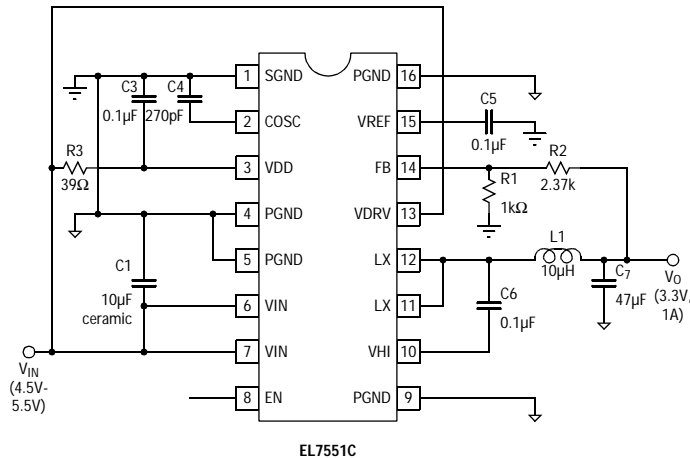 1 SGND PGND 16
C3 C4
0.1µF 270pF
C5
2 COSC VREF 15
0.1µF
R3
39Ω
3 VDD FB 14
R2
2.37k
R1
1kΩ
4 PGND VDRV 13
C1
10µF
ceramic
5 PGND LX 12
L1
10µH
C7
47µF
VO
(3.3V,
1A)
6 VIN LX 11
C6
0.1µF
7 VIN VHI 10
VIN
(4.5V-
5.5V)
8 EN PGND 9
EL7551C